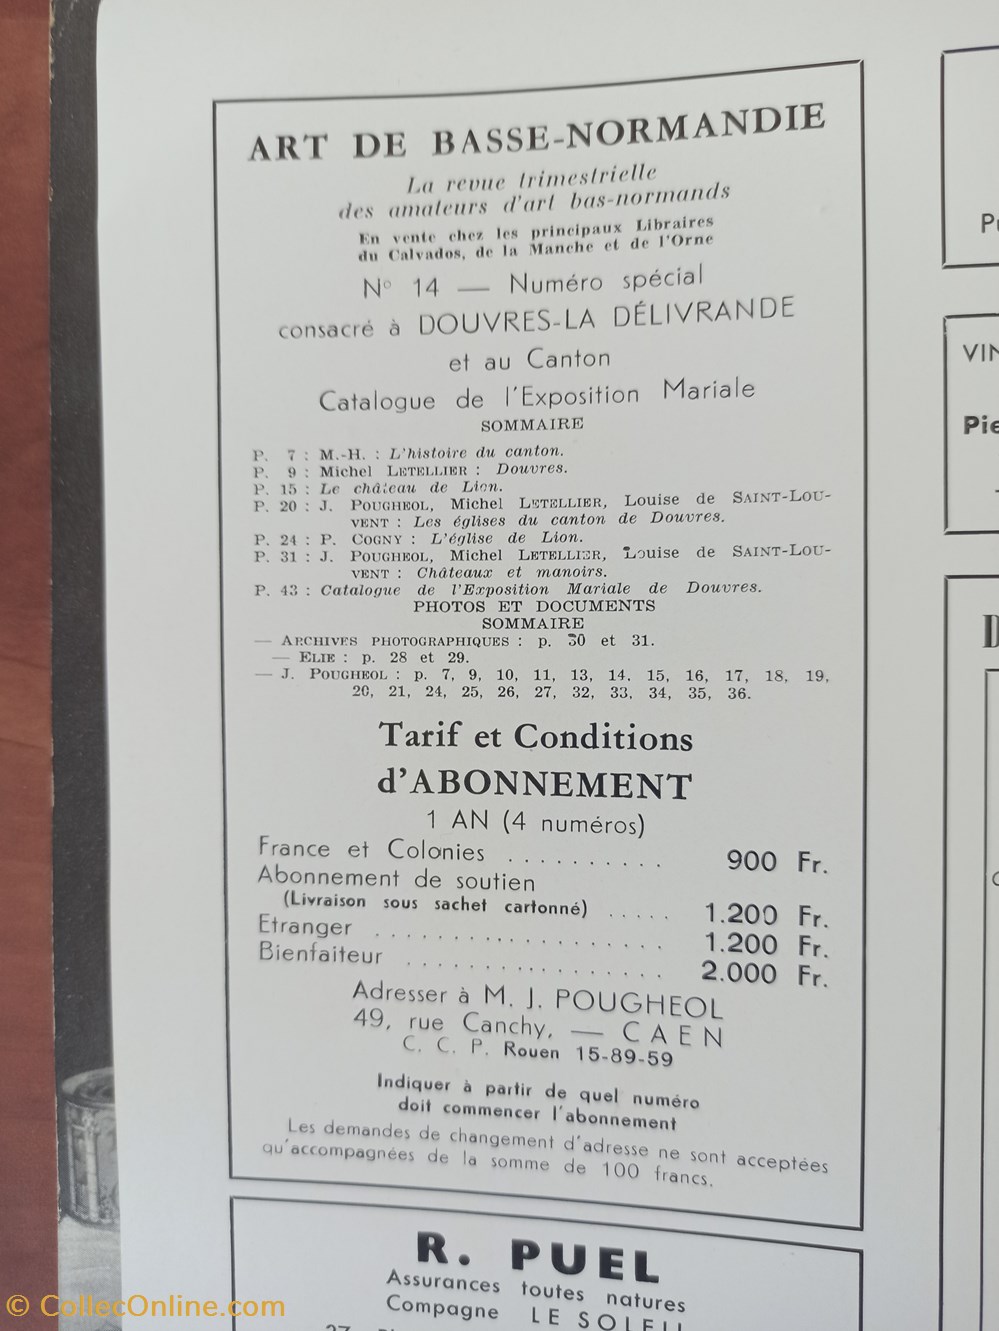 ART DE BASSE-NORMANDIE
La revue trimestrielle
des amateurs d'art bas-normands
En vente chez les principaux Libraires
du Calvados, de la Manche et de l'Orne
N° 14 — Numéro spécial
consacré à DOUVRES-LA DÉLIVRANDE
et au Canton
Catalogue de l'Exposition Mariale
SOMMAIRE
P. 7 : M.-H. : L'histoire du canton.
P. 9 : Michel LETELLIER : Douvres.
P. 15 : Le château de Lion.
P. 20 : J. POUGHEOL, Michel LETELLIER, Louise de SAINT-LOU-
VENT : Les églises du canton de Douvres.
P. 24 : P. COGNY : L'église de Lion.
P. 31 : J. POUGHEOL, Michel LETELLIER, Louise de SAINT-LOU-
VENT : Châteaux et manoirs.
P. 43 : Catalogue de l'Exposition Mariale de Douvres.
PHOTOS ET DOCUMENTS
SOMMAIRE
— ARCHIVES PHOTOGRAPHIQUES : p. 30 et 31.
— ELIE : p. 28 et 29.
— J. POUGHEOL : p. 7, 9, 10, 11, 13, 14. 15, 16, 17, 18, 19,
20, 21, 24, 25, 26, 27, 32, 33, 34, 35, 36.
Tarif et Conditions
d'ABONNEMENT
1 AN (4 numéros)
France et Colonies .......... 900 Fr.
Abonnement de soutien
(Livraison sous sachet cartonné) ..... 1.200 Fr.
Etranger .................... 1.200 Fr.
Bienfaiteur ................. 2.000 Fr.
Adresser à M. J. POUGHEOL
49, rue Canchy, — CAEN
C. C. P. Rouen 15-89-59
Indiquer à partir de quel numéro
doit commencer l'abonnement
Les demandes de changement d'adresse ne sont acceptées
qu'accompagnées de la somme de 100 francs.
R. PUEL
Assurances toutes natures
Compagne LE SOLEIL
VIN
Pie
© CollecOnline.com